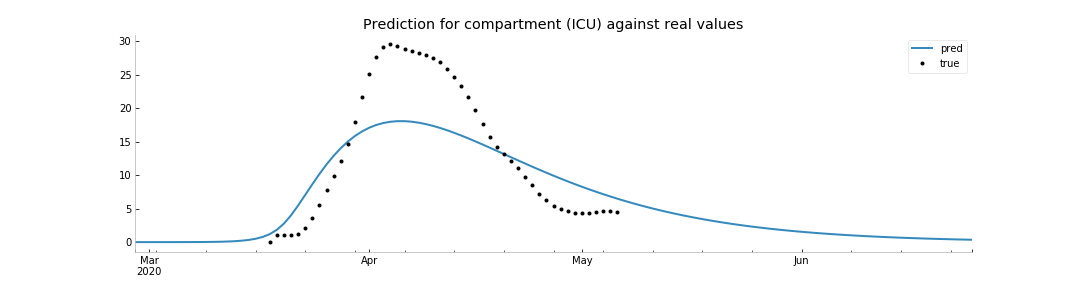 Prediction for compartment (ICU) against real values
pred
true
30
25
20
15
10
5
0
Mar
2020
Apr
May
Jun